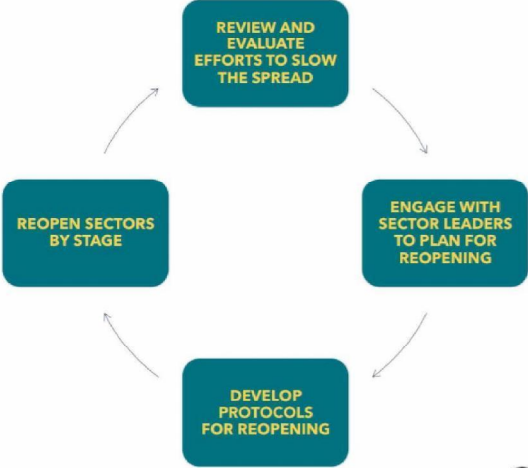 REVIEW AND
EVALUATE
EFFORTS TO SLOW
THE SPREAD
ENGAGE WITH
SECTOR LEADERS
TO PLAN FOR
REOPENING
DEVELOP
PROTOCOLS
FOR REOPENING
REOPEN SECTORS
BY STAGE